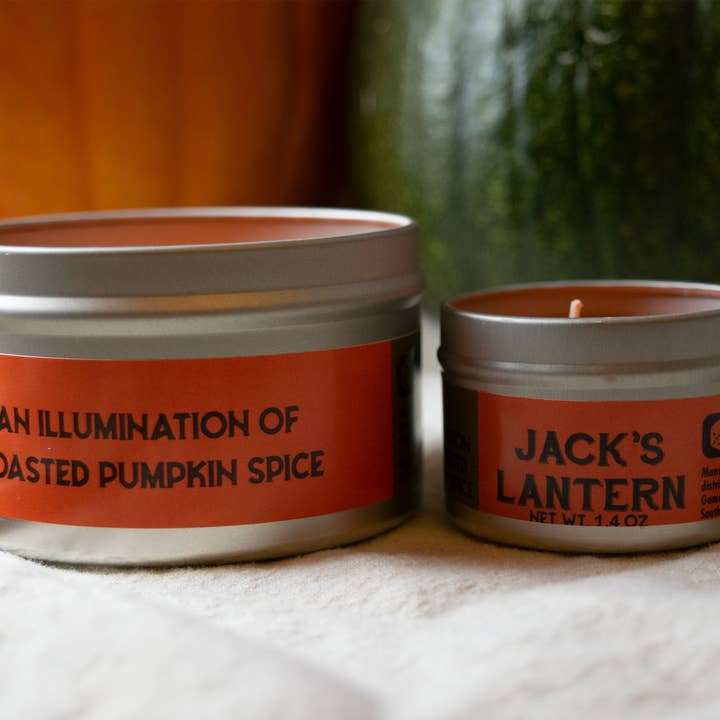 AN ILLUMINATION OF
OASTED PUMPKIN SPICE
JACK'S
LANTERN
NET WT 1.4 OZ